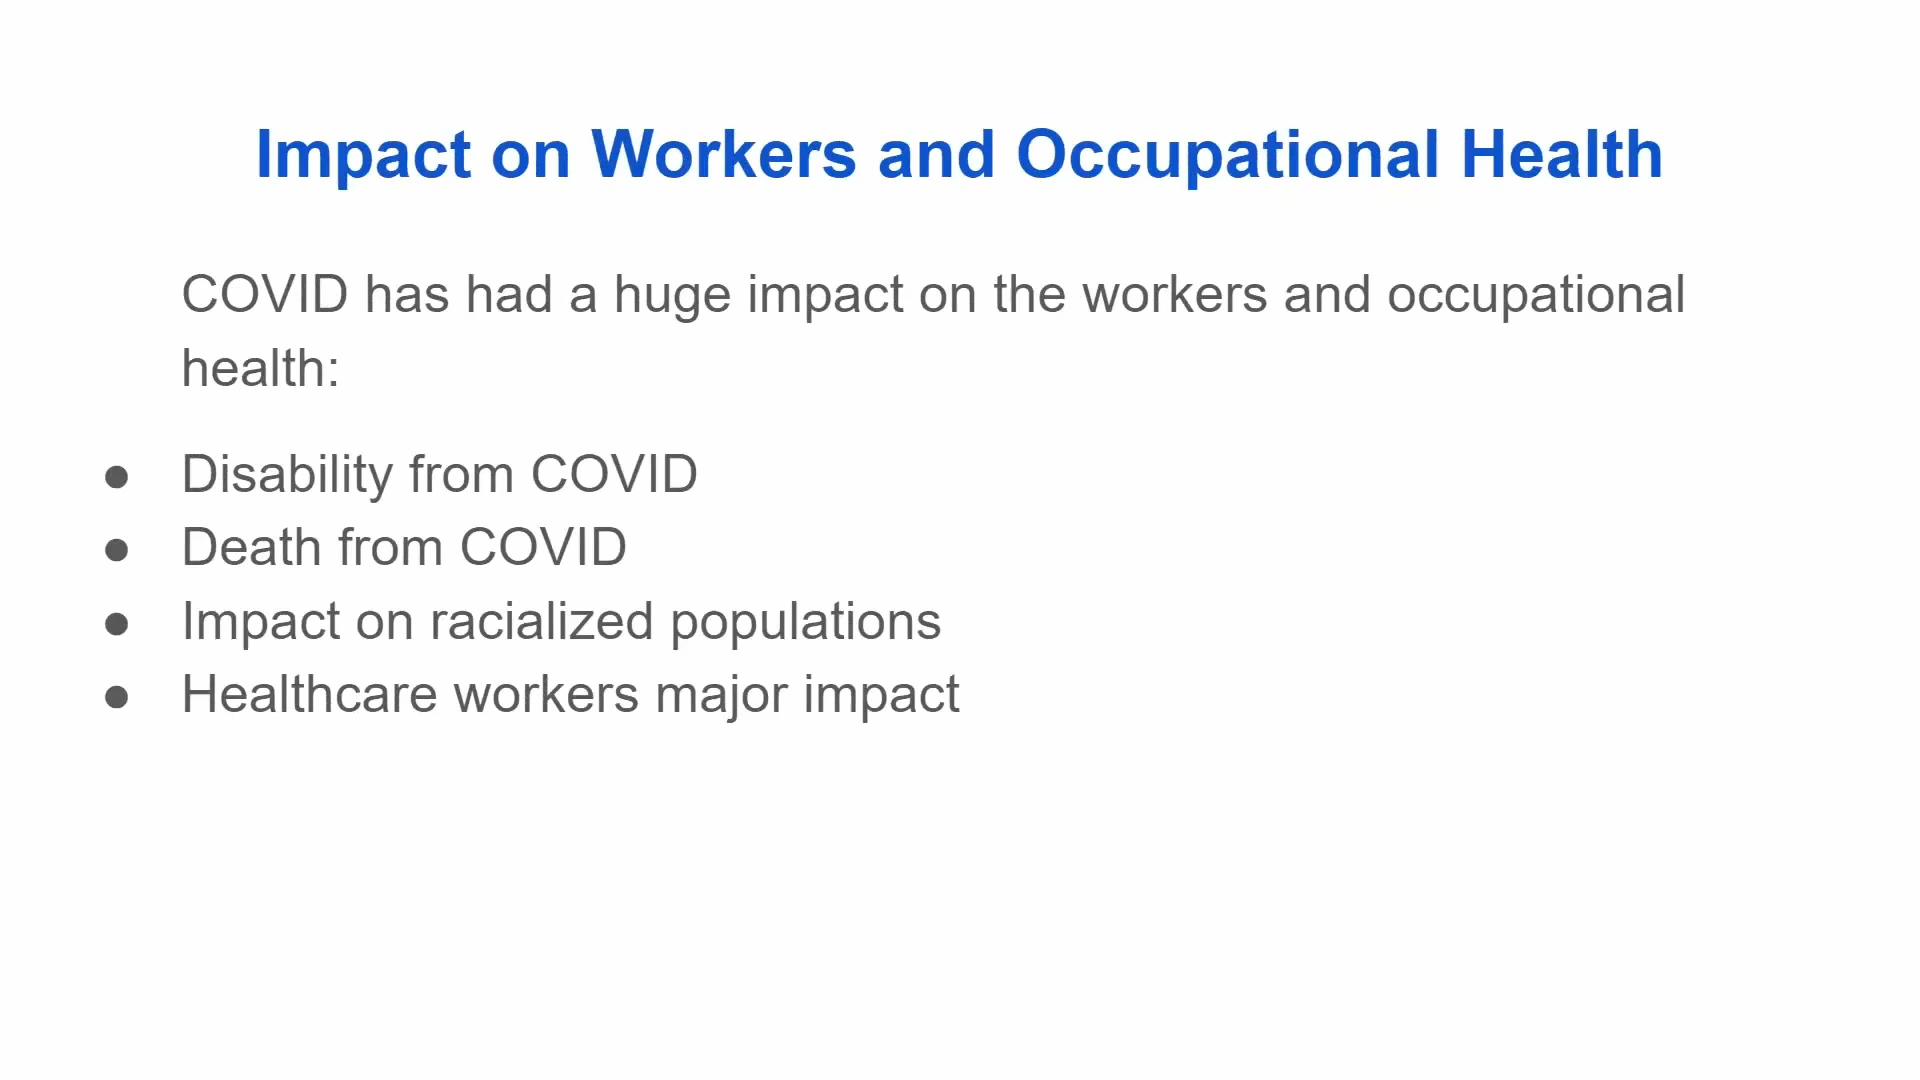 Impact on Workers and Occupational Health
COVID has had a huge impact on the workers and occupational
health:
● Disability from COVID
● Death from COVID
● Impact on racialized populations
● Healthcare workers major impact